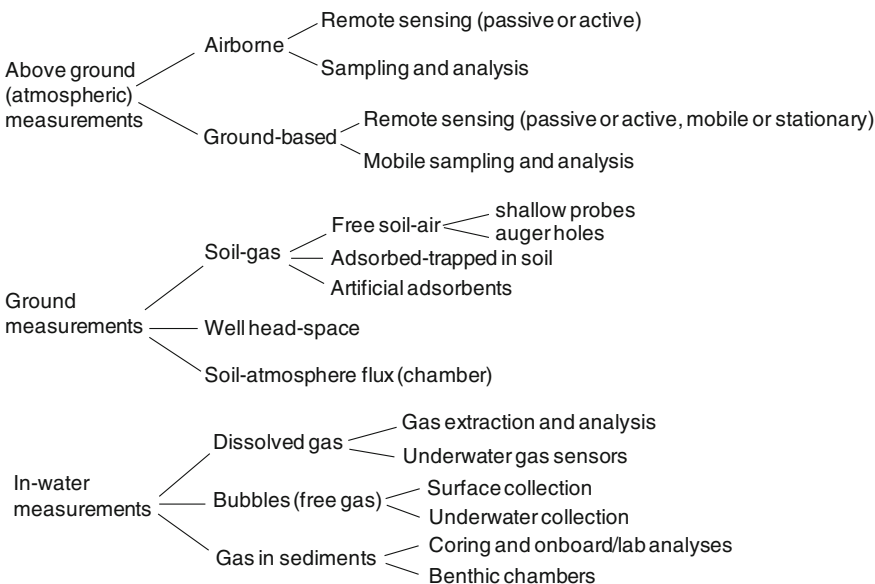 Above ground
(atmospheric)
measurements
Airborne
Remote sensing (passive or active)
Sampling and analysis
Ground-based
Remote sensing (passive or active, mobile or stationary)
Mobile sampling and analysis
Ground
measurements
Soil-gas
Free soil-air
shallow probes
auger holes
Adsorbed-trapped in soil
Artificial adsorbents
Well head-space
Soil-atmosphere flux (chamber)
In-water
measurements
Dissolved gas
Gas extraction and analysis
Underwater gas sensors
Bubbles (free gas)
Surface collection
Underwater collection
Gas in sediments
Coring and onboard/lab analyses
Benthic chambers